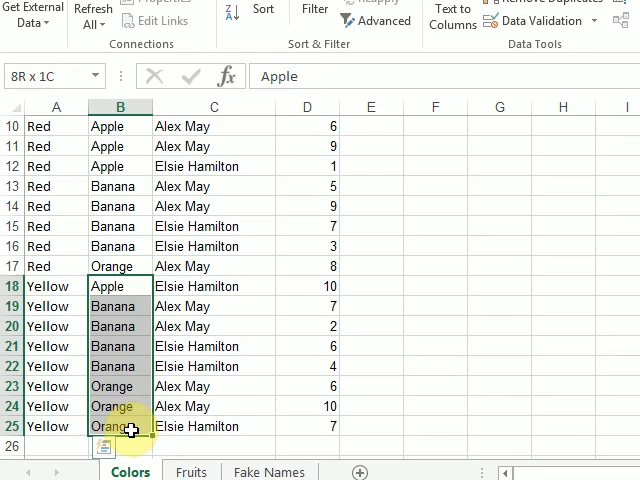 Get External
Data
Refresh
All
Edit Links
Connections
Sort
Filter
Reapply
Advanced
Sort & Filter
Text to
Columns
Remove Duplicates
Data Validation
Data Tools
8R x 1C
fx
Apple
A B C D E F G H I
10 Red Apple Alex May 6
11 Red Apple Alex May 9
12 Red Apple Elsie Hamilton 1
13 Red Banana Alex May 5
14 Red Banana Alex May 9
15 Red Banana Elsie Hamilton 7
16 Red Banana Elsie Hamilton 3
17 Red Orange Alex May 8
18 Yellow Apple Elsie Hamilton 10
19 Yellow Banana Alex May 7
20 Yellow Banana Alex May 2
21 Yellow Banana Elsie Hamilton 6
22 Yellow Banana Elsie Hamilton 4
23 Yellow Orange Alex May 6
24 Yellow Orange Alex May 10
25 Yellow Orange Elsie Hamilton 7
26
Colors Fruits Fake Names